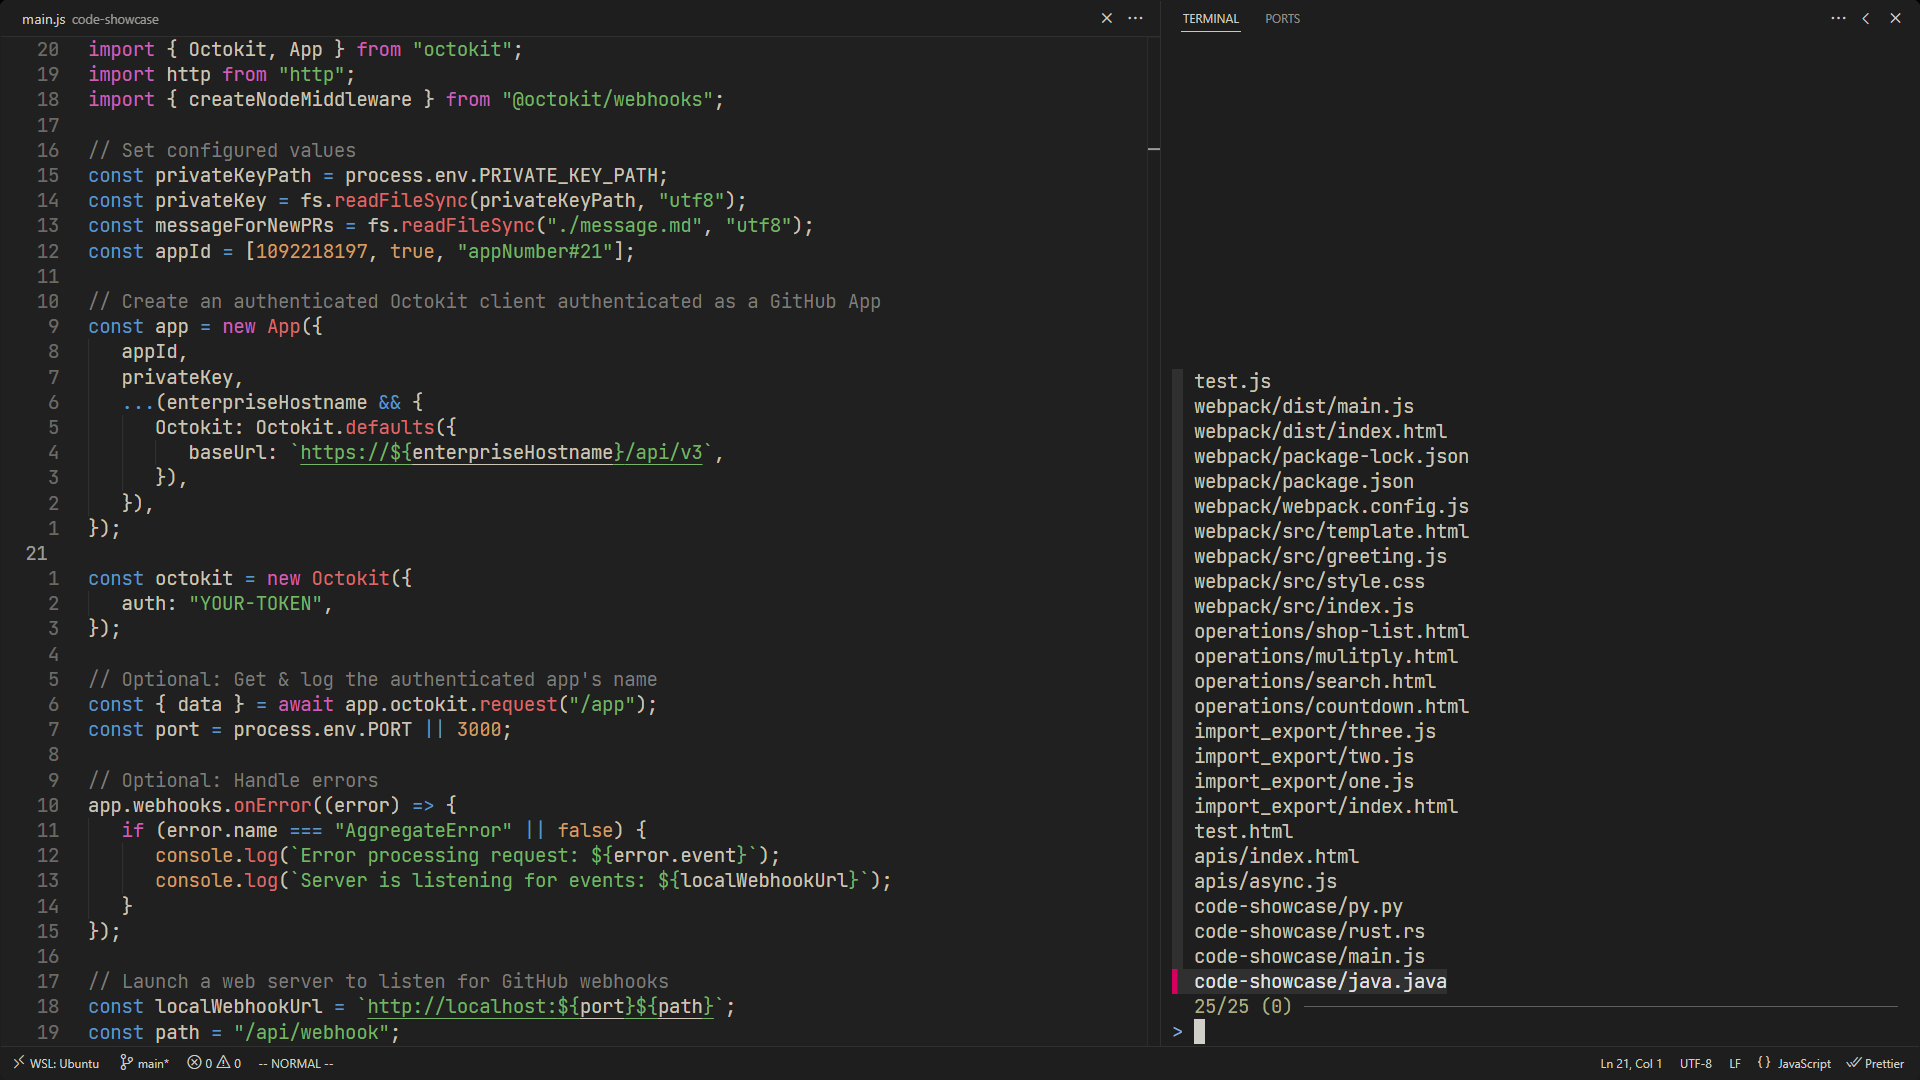 main.js code-showcase
20 import { Octokit, App } from "octokit";
19 import http from "http";
18 import { createNodeMiddleware } from "@octokit/webhooks";
17
16 // Set configured values
15 const privateKeyPath = process.env.PRIVATE_KEY_PATH;
14 const privateKey = fs.readFileSync(privateKeyPath, "utf8");
13 const messageForNewPRs = fs.readFileSync("./message.md", "utf8");
12 const appId = [1092218197, true, "appNumber#21"];
11
10 // Create an authenticated Octokit client authenticated as a GitHub App
9 const app = new App({
8 appId,
7 privateKey,
6 ...(enterpriseHostname && {
5 Octokit: Octokit.defaults({
4 baseUrl: `https://${enterpriseHostname}/api/v3`,
3 }),
2 }),
1 });
21
1 const octokit = new Octokit({
2 auth: "YOUR-TOKEN",
3 });
4
5 // Optional: Get & log the authenticated app's name
6 const { data } = await app.octokit.request("/app");
7 const port = process.env.PORT || 3000;
8
9 // Optional: Handle errors
10 app.webhooks.onError((error) => {
11 if (error.name === "AggregateError" || false) {
12 console.log(`Error processing request: ${error.event}`);
13 console.log(`Server is listening for events: ${localWebhookUrl}`);
14 }
15 });
16
17 // Launch a web server to listen for GitHub webhooks
18 const localWebhookUrl = `http://localhost:${port}${path}`;
19 const path = "/api/webhook";
TERMINAL PORTS
test.js
webpack/dist/main.js
webpack/dist/index.html
webpack/package-lock.json
webpack/package.json
webpack/webpack.config.js
webpack/src/template.html
webpack/src/greeting.js
webpack/src/style.css
webpack/src/index.js
operations/shop-list.html
operations/mulitply.html
operations/search.html
operations/countdown.html
import_export/three.js
import_export/two.js
import_export/one.js
import_export/index.html
test.html
apis/index.html
apis/async.js
code-showcase/py.py
code-showcase/rust.rs
code-showcase/main.js
code-showcase/java.java
25/25 (0)
>
WSL: Ubuntu main* 0 0 -- NORMAL -- Ln 21, Col 1 UTF-8 LF {} JavaScript Prettier